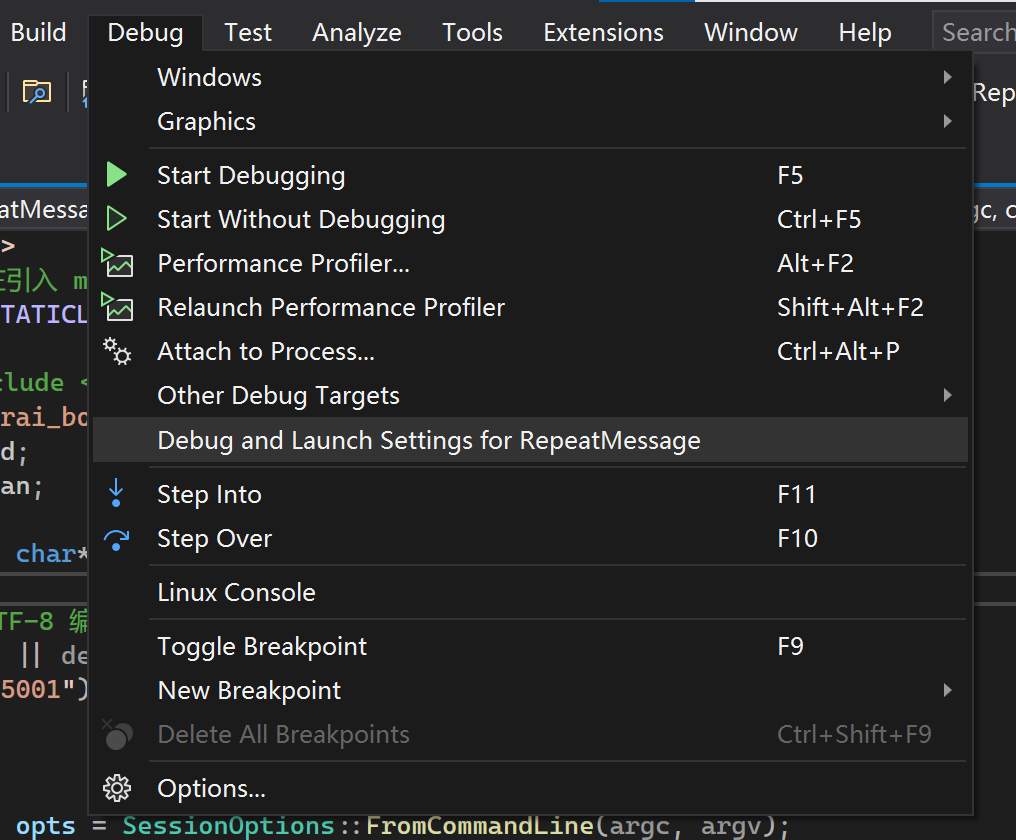 Build Debug Test Analyze Tools Extensions Window Help Search
Windows
Graphics
Start Debugging F5
Start Without Debugging Ctrl+F5
Performance Profiler... Alt+F2
Relaunch Performance Profiler Shift+Alt+F2
Attach to Process... Ctrl+Alt+P
Other Debug Targets
Debug and Launch Settings for RepeatMessage
Step Into F11
Step Over F10
Linux Console
Toggle Breakpoint F9
New Breakpoint
Delete All Breakpoints Ctrl+Shift+F9
Options...
Rep
atMessa
gc, c
>
引入 m
TATICL
clude <
rai_bo
d;
an;
char*
TF-8 编
|| de
5001")
opts = SessionOptions::FromCommandLine(argc, argv);